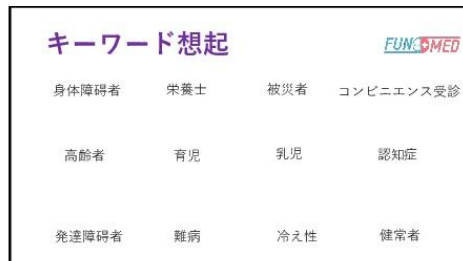 キーワード想起
FUN MED
身体障碍者 栄養士 被災者 コンビニエンス受診
高齢者 育児 乳児 認知症
発達障碍者 難病 冷え性 健常者